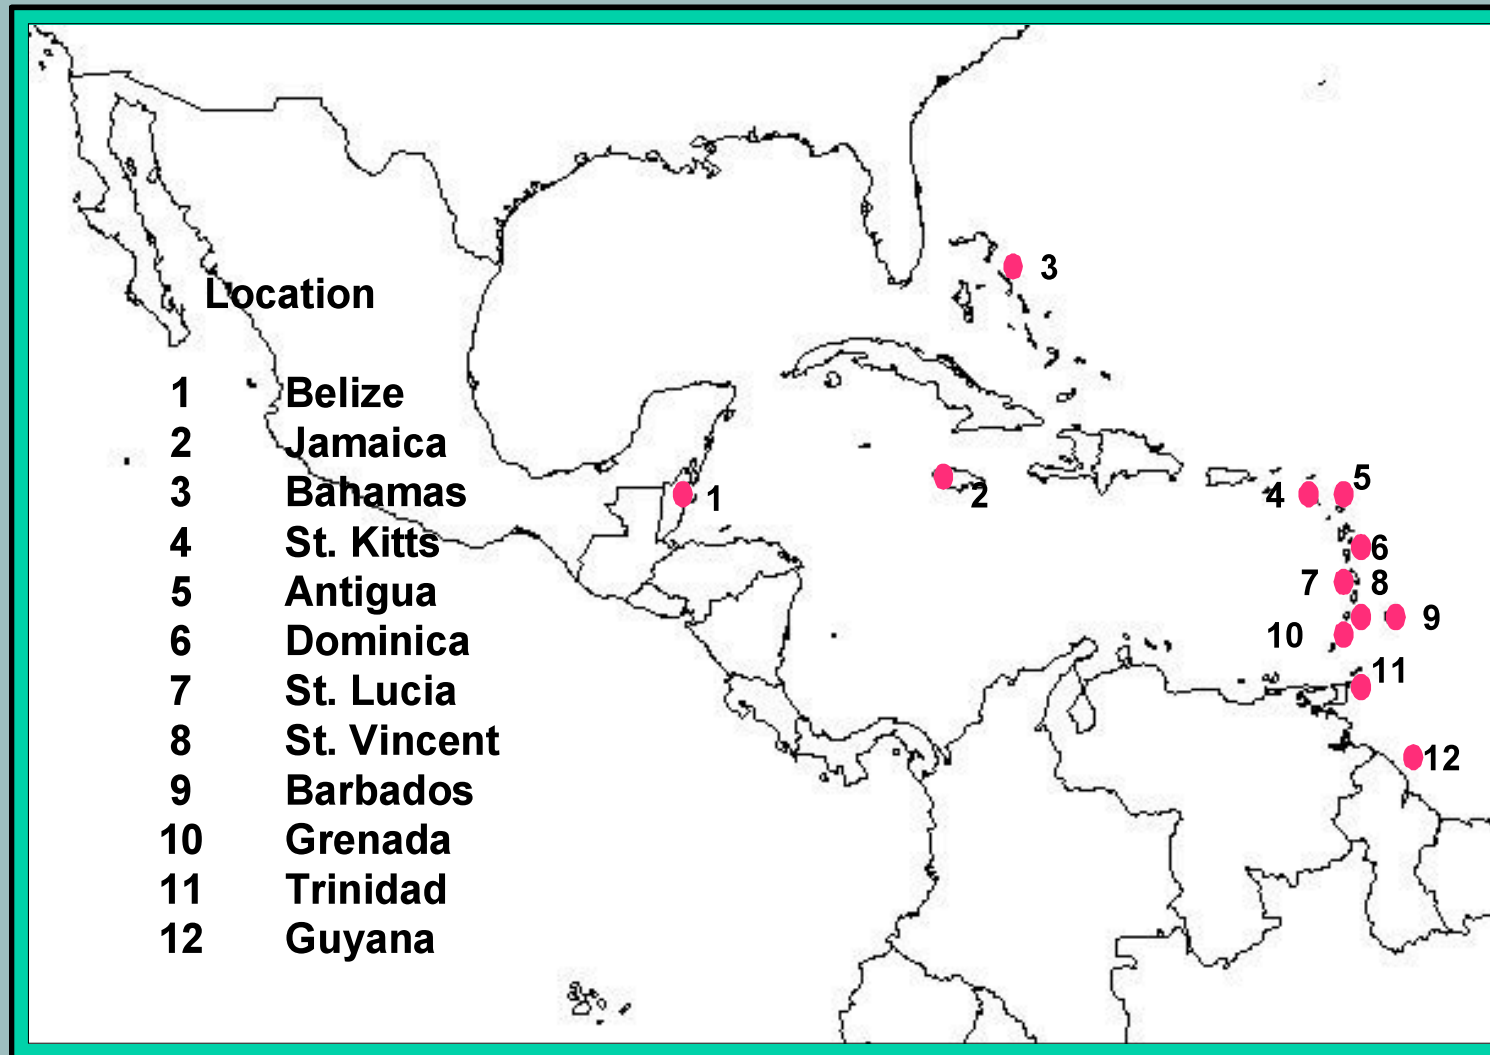 Location
1 Belize
2 Jamaica
3 Bahamas
4 St. Kitts
5 Antigua
6 Dominica
7 St. Lucia
8 St. Vincent
9 Barbados
10 Grenada
11 Trinidad
12 Guyana
3
1
2
4
5
6
7
8
9
10
11
12